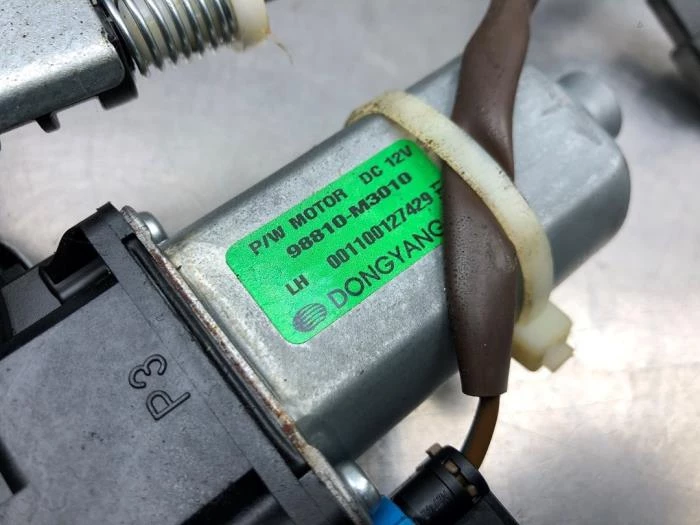 P/W MOTOR DC 12V
98810-M3010
LH 001100127429
DONGYANG
P3